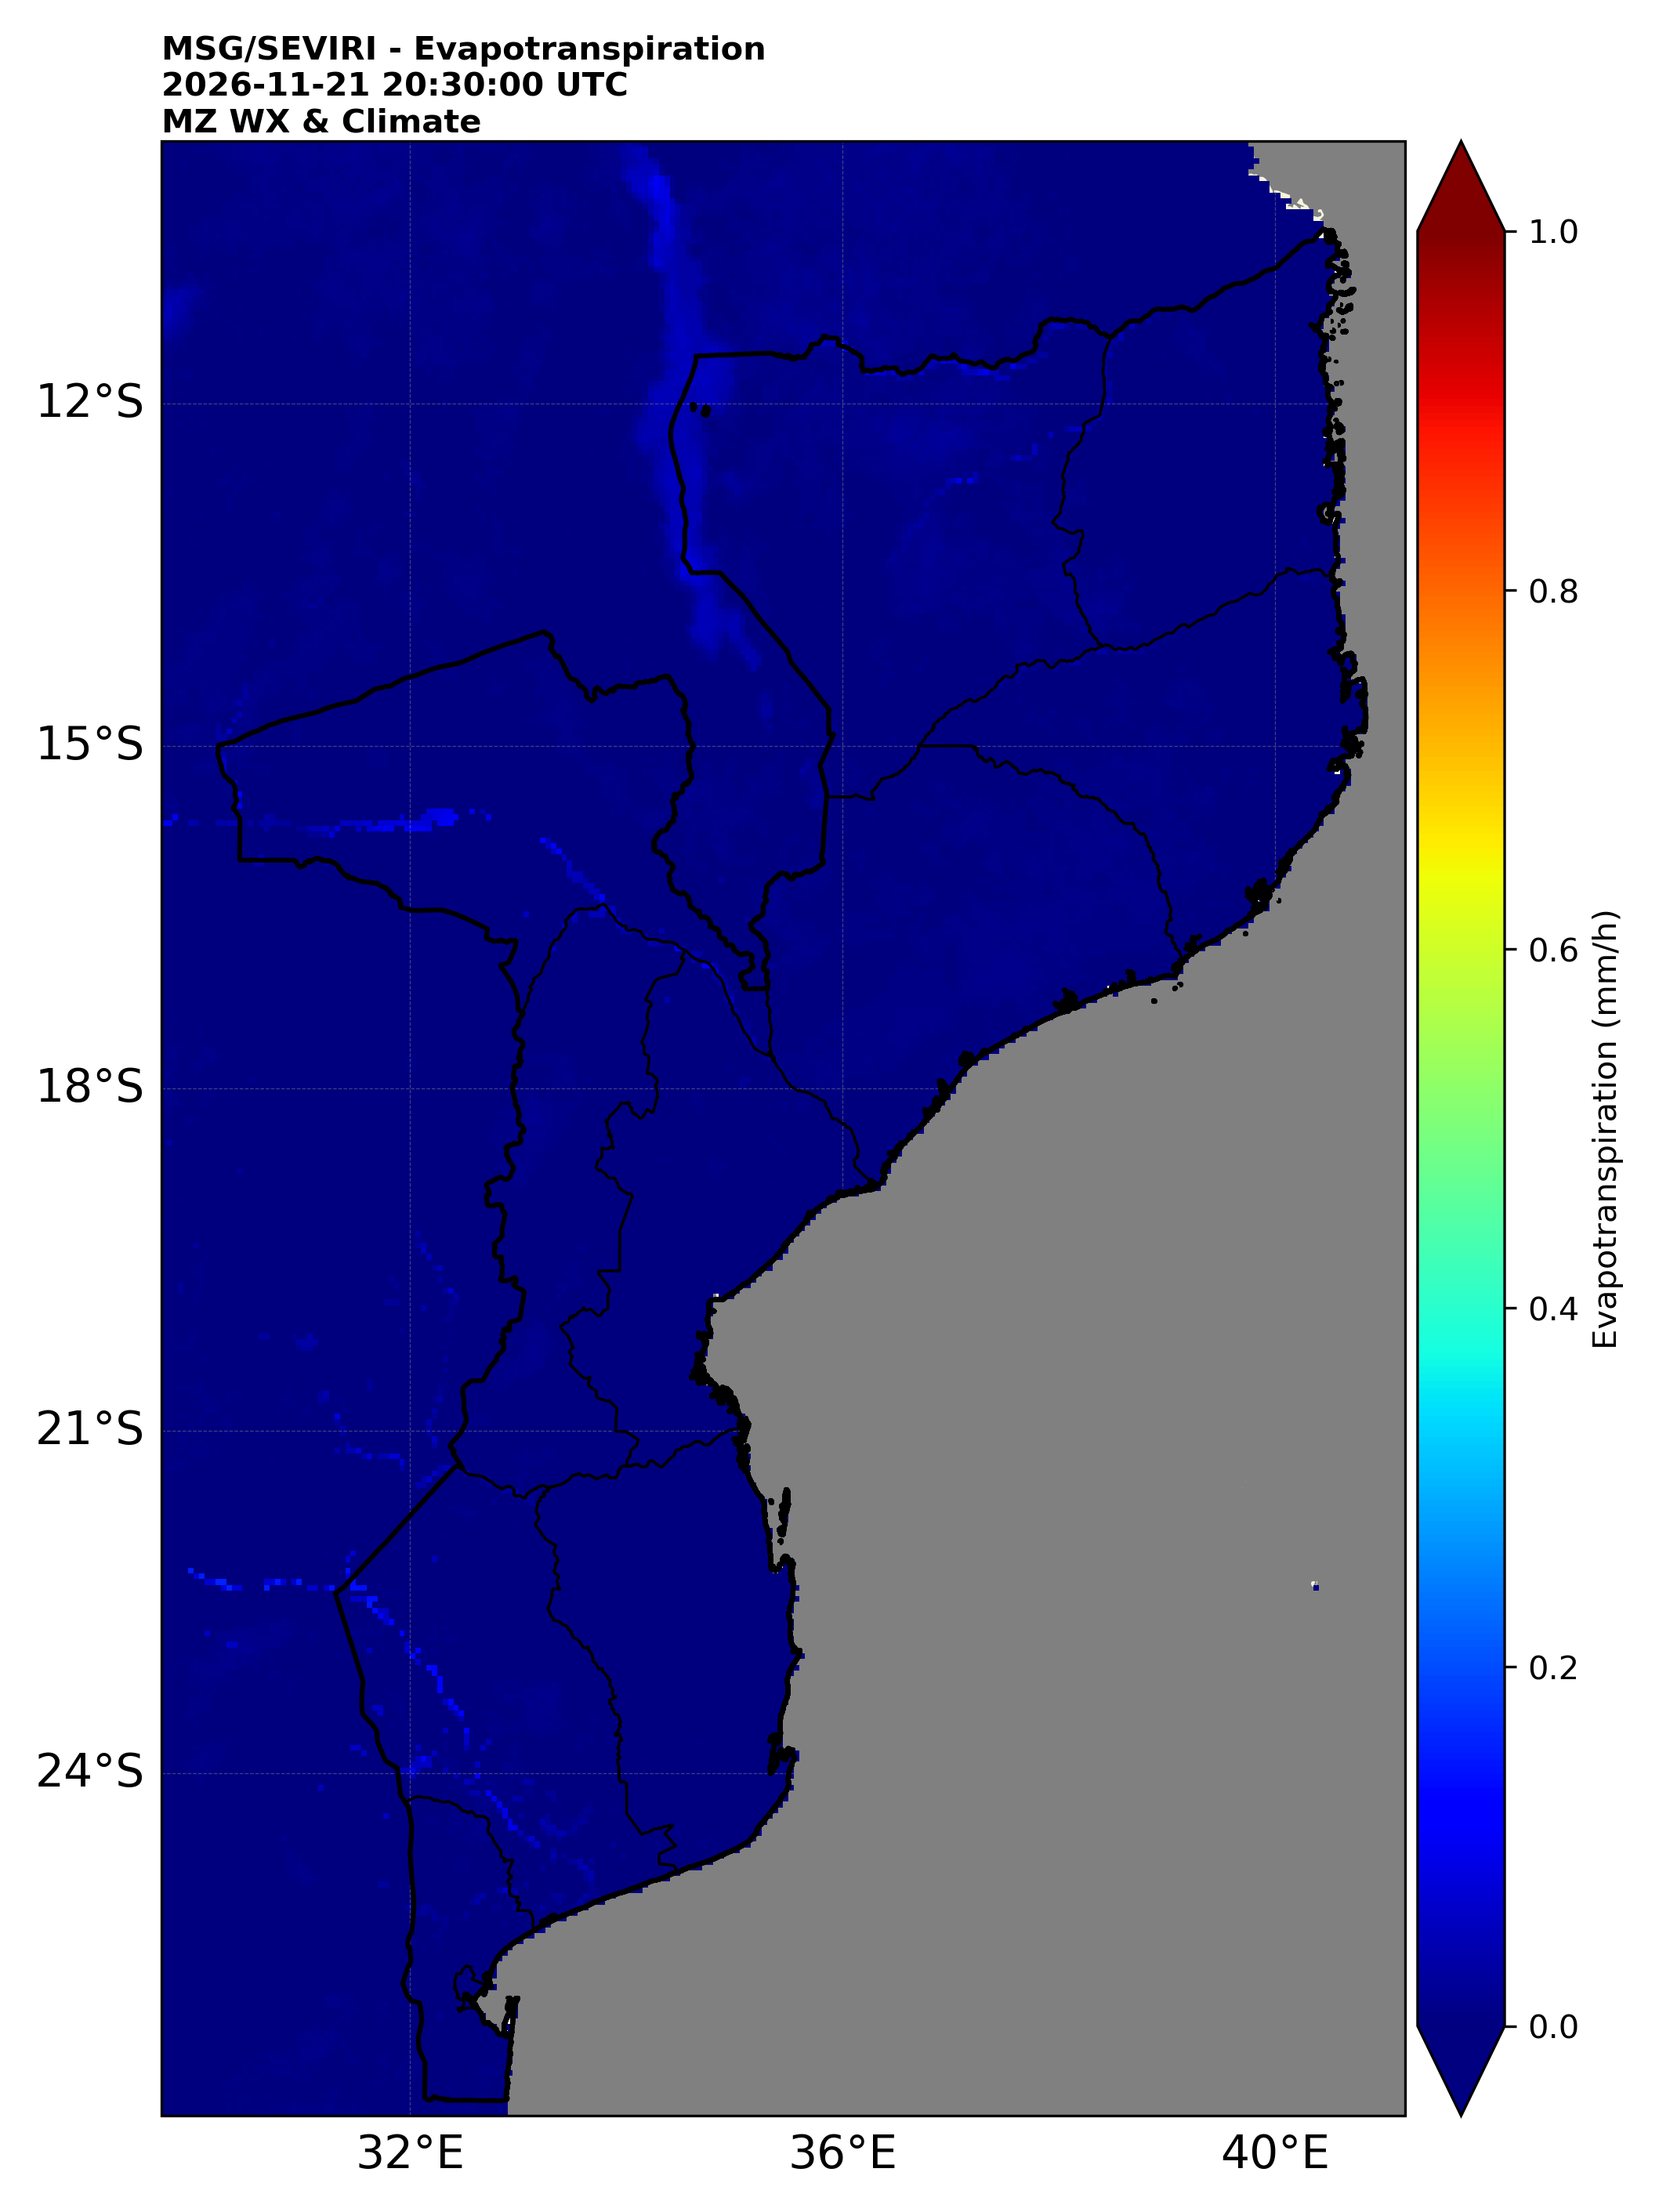 MSG/SEVIRI - Evapotranspiration
2026-11-21 20:30:00 UTC
MZ WX & Climate
12°S
15°S
18°S
21°S
24°S
32°E
36°E
40°E
1.0
0.8
0.6
0.4
0.2
0.0
Evapotranspiration (mm/h)